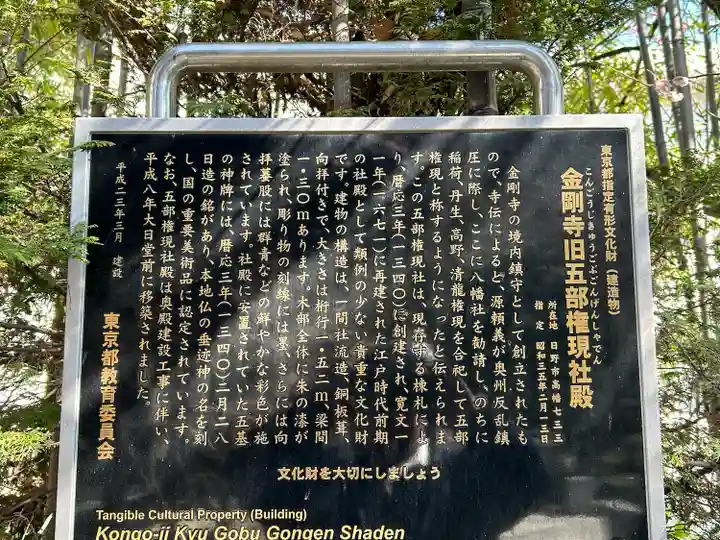 東京都指定有形文化財（建造物）
こんごうじきゅうごぶごんげんしゃでん
金剛寺旧五部権現社殿
所在地 日野市高幡七三三
指定 昭和三五年二月一三日
金剛寺の境内鎮守として創立されたも
ので、寺伝によると、源頼義が奥州反乱鎮
圧に際し、ここに八幡社を勧請し、のちに
稲荷、丹生、高野、清龍権現を合祀して五部
権現と称するようになったと伝えられま
す。この五部権現社は、現存する棟札によ
り、暦応三年（一三四〇）に創建され、寛文一
一年（一六七一）に再建された江戸時代前期
の社殿として類例の少ない貴重な文化財
です。建物の構造は、一間社流造、銅板葺、
向拝付きで、大きさは桁行一・五二ｍ、梁間
一・三〇ｍあります。木部全体に朱の漆が
塗られ、彫り物の刻線には墨、さらには向
拝蟇股には群青などの鮮やかな彩色が施
されています。社殿に安置されていた五基
の神牌には、暦応三年（一三四〇）二月二八
日造の銘があり、本地仏の垂迹神の名を刻
し、国の重要美術品に認定されています。
なお、五部権現社殿は奥殿建設工事に伴い、
平成八年大日堂前に移築されました。
平成二三年三月 建設
東京都教育委員会
文化財を大切にしましょう
Tangible Cultural Property (Building)
Kongo-ji Kyu Gobu Gongen Shaden